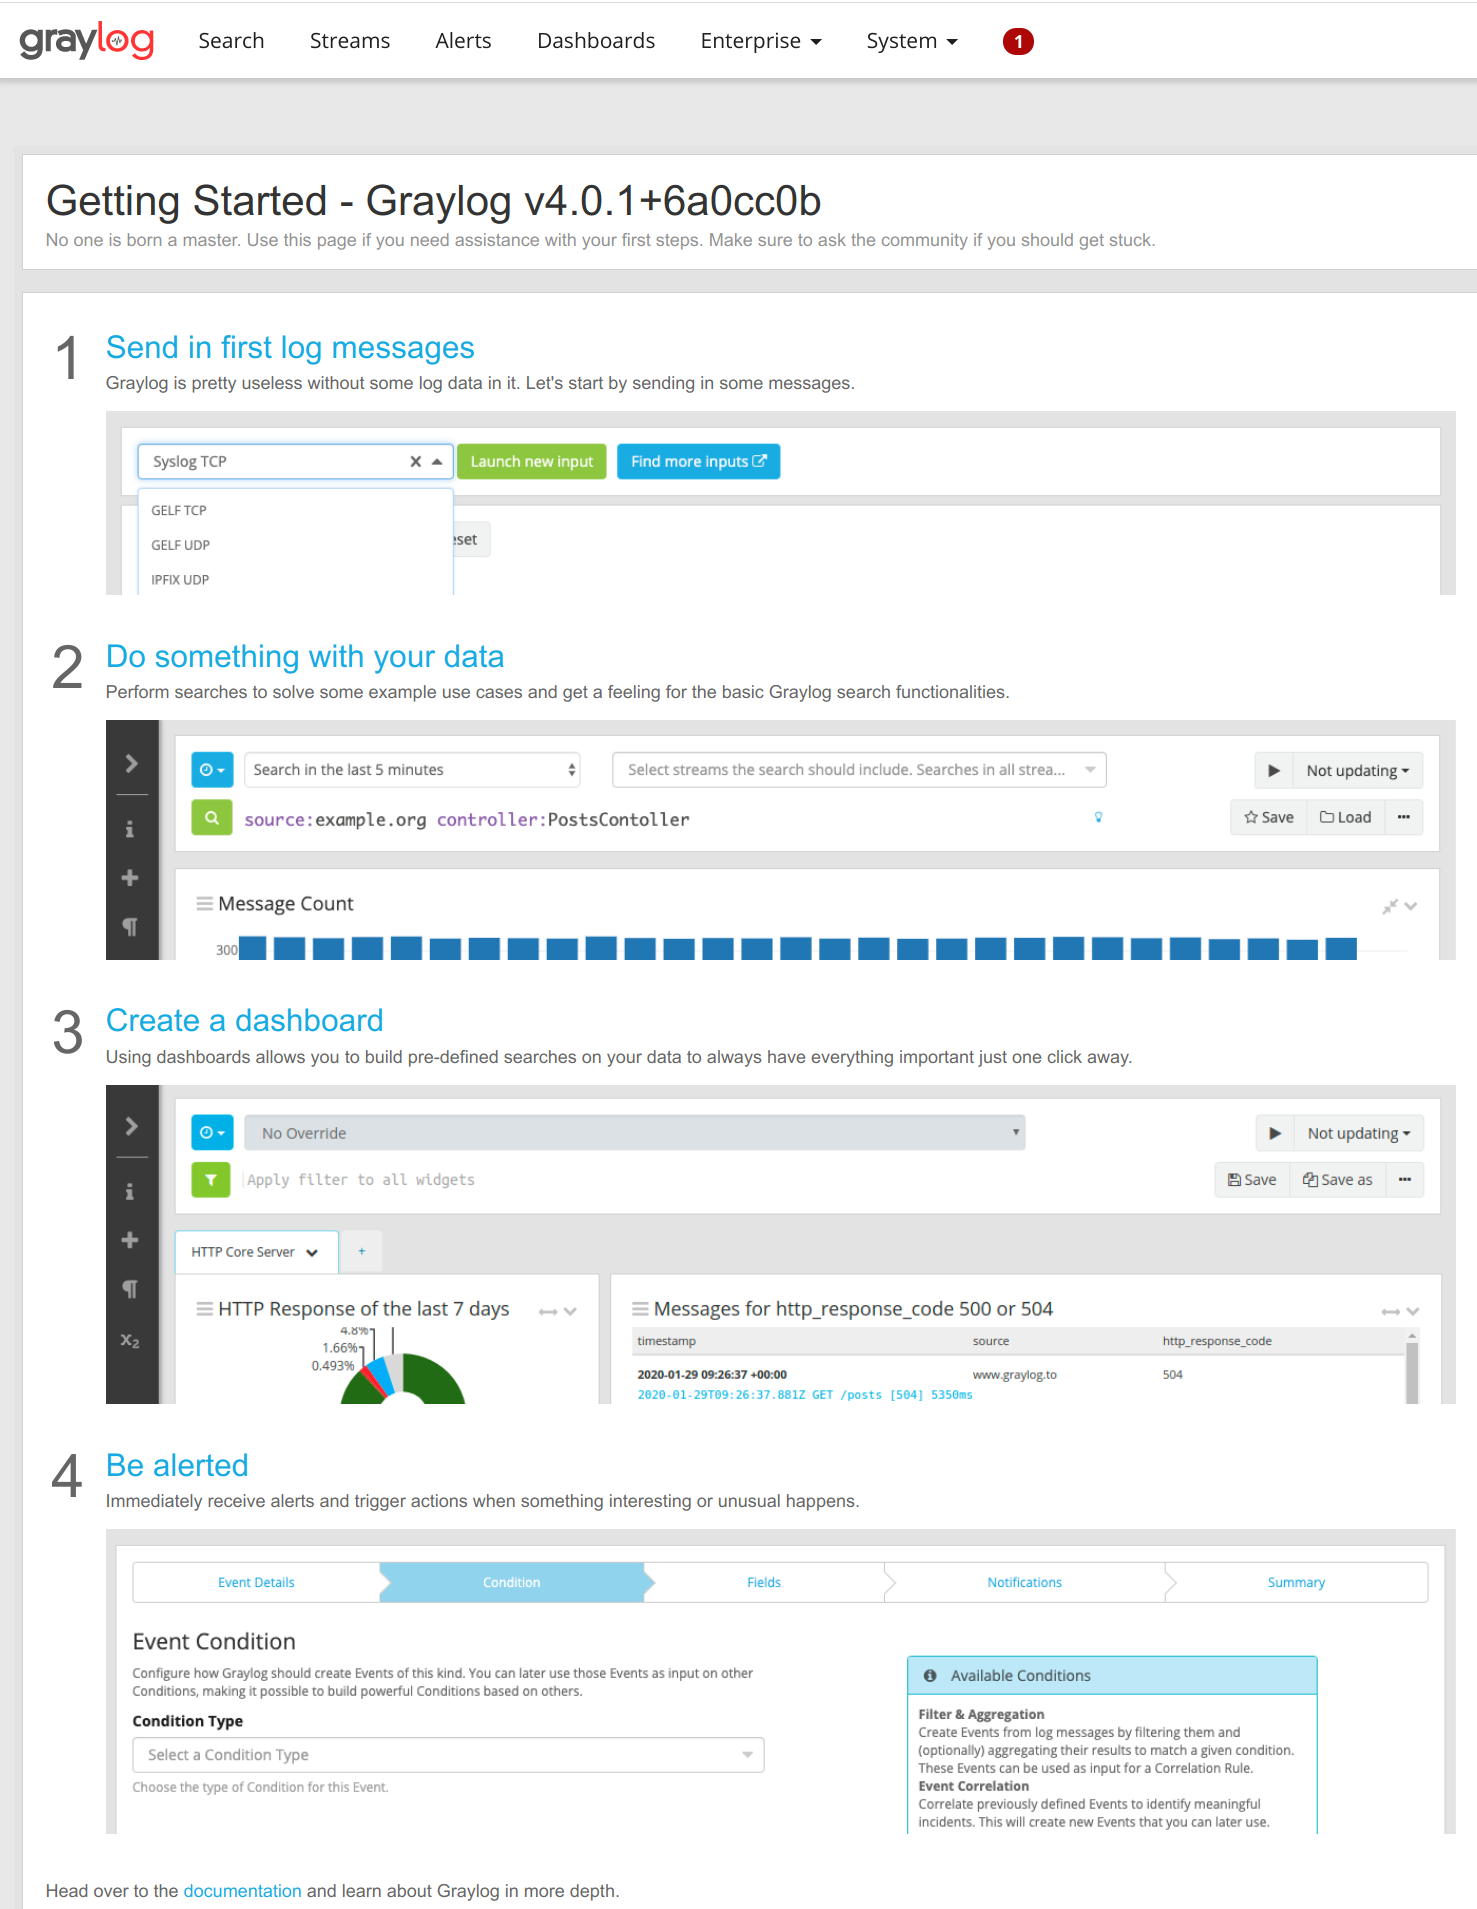 graylog Search Streams Alerts Dashboards Enterprise System 1
Getting Started - Graylog v4.0.1+6a0cc0b
No one is born a master. Use this page if you need assistance with your first steps. Make sure to ask the community if you should get stuck.
1 Send in first log messages
Graylog is pretty useless without some log data in it. Let's start by sending in some messages.
Syslog TCP Launch new input Find more inputs
GELF TCP
GELF UDP eset
IPFIX UDP
2 Do something with your data
Perform searches to solve some example use cases and get a feeling for the basic Graylog search functionalities.
Search in the last 5 minutes Select streams the search should include. Searches in all strea... Not updating
source:example.org controller:PostsContoller Save Load
Message Count
300
3 Create a dashboard
Using dashboards allows you to build pre-defined searches on your data to always have everything important just one click away.
No Override Not updating
Apply filter to all widgets Save Save as
HTTP Core Server +
HTTP Response of the last 7 days
4.8%
1.66%
0.493%
Messages for http_response_code 500 or 504
timestamp source http_response_code
2020-01-29 09:26:37 +00:00 www.graylog.to 504
2020-01-29T09:26:37.881Z GET /posts [504] 5350ms
x2
4 Be alerted
Immediately receive alerts and trigger actions when something interesting or unusual happens.
Event Details Condition Fields Notifications Summary
Event Condition
Configure how Graylog should create Events of this kind. You can later use those Events as input on other
Conditions, making it possible to build powerful Conditions based on others.
Condition Type
Select a Condition Type
Choose the type of Condition for this Event.
Available Conditions
Filter & Aggregation
Create Events from log messages by filtering them and
(optionally) aggregating their results to match a given condition.
These Events can be used as input for a Correlation Rule.
Event Correlation
Correlate previously defined Events to identify meaningful
incidents. This will create new Events that you can later use.
Head over to the documentation and learn about Graylog in more depth.